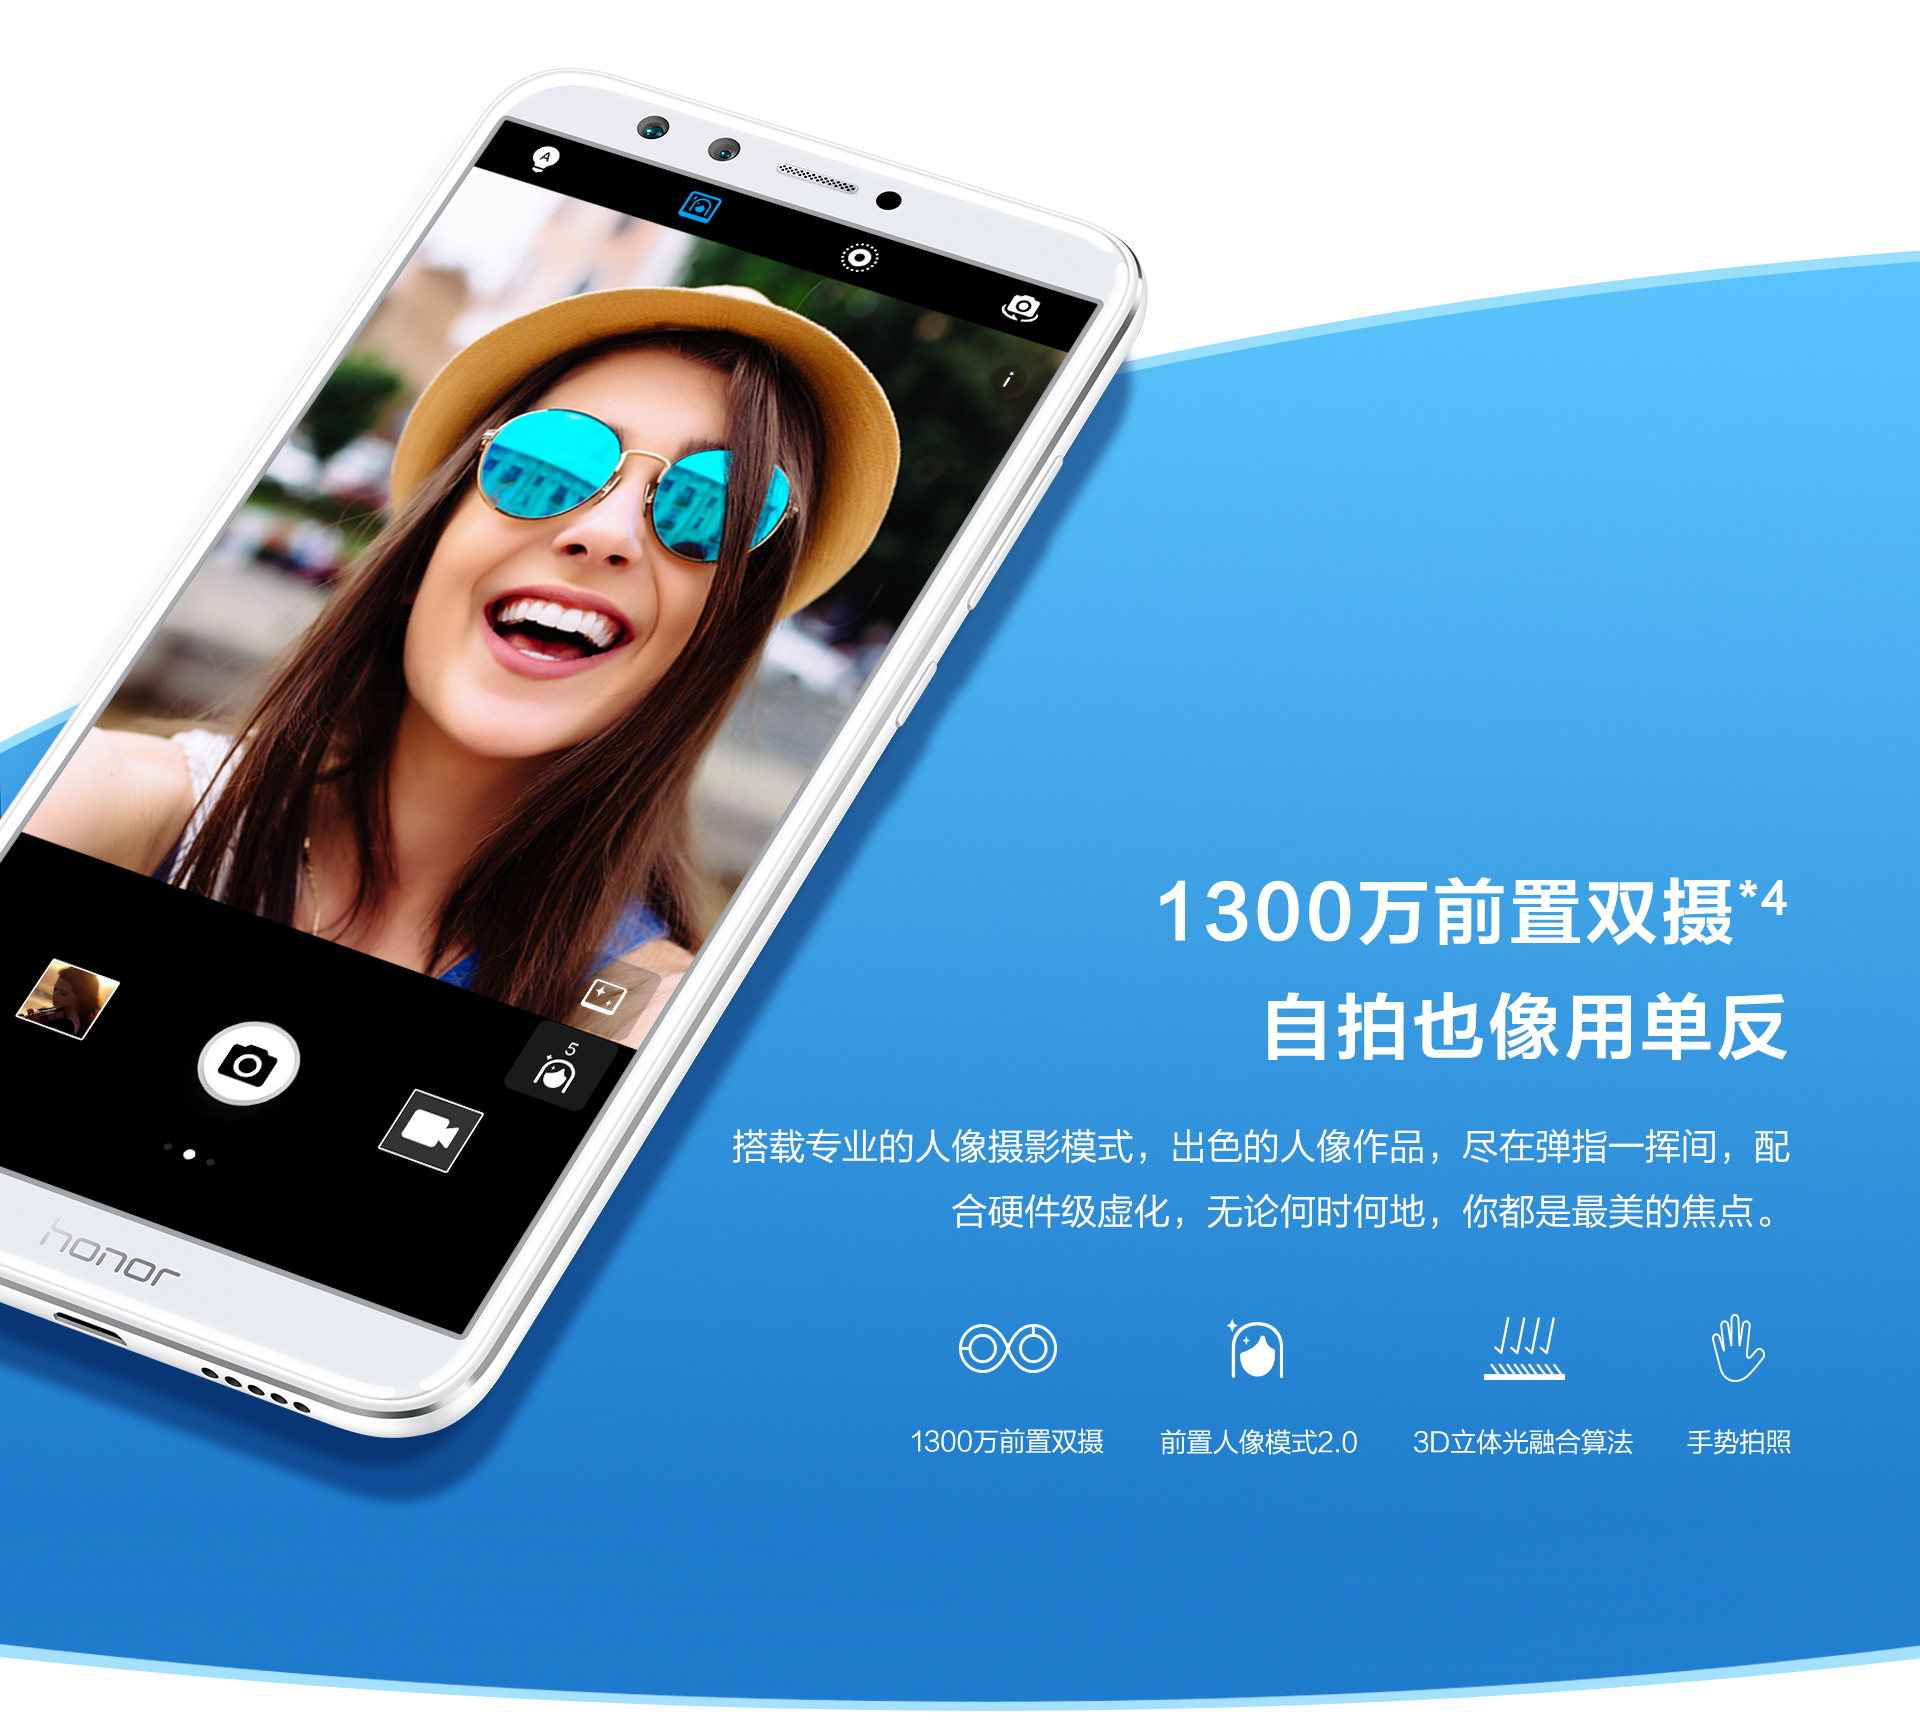 A
i
1300万前置双摄*4
自拍也像用单反
5
搭载专业的人像摄影模式，出色的人像作品，尽在弹指一挥间，配
合硬件级虚化，无论何时何地，你都是最美的焦点。
honor
1300万前置双摄
前置人像模式2.0
3D立体光融合算法
手势拍照